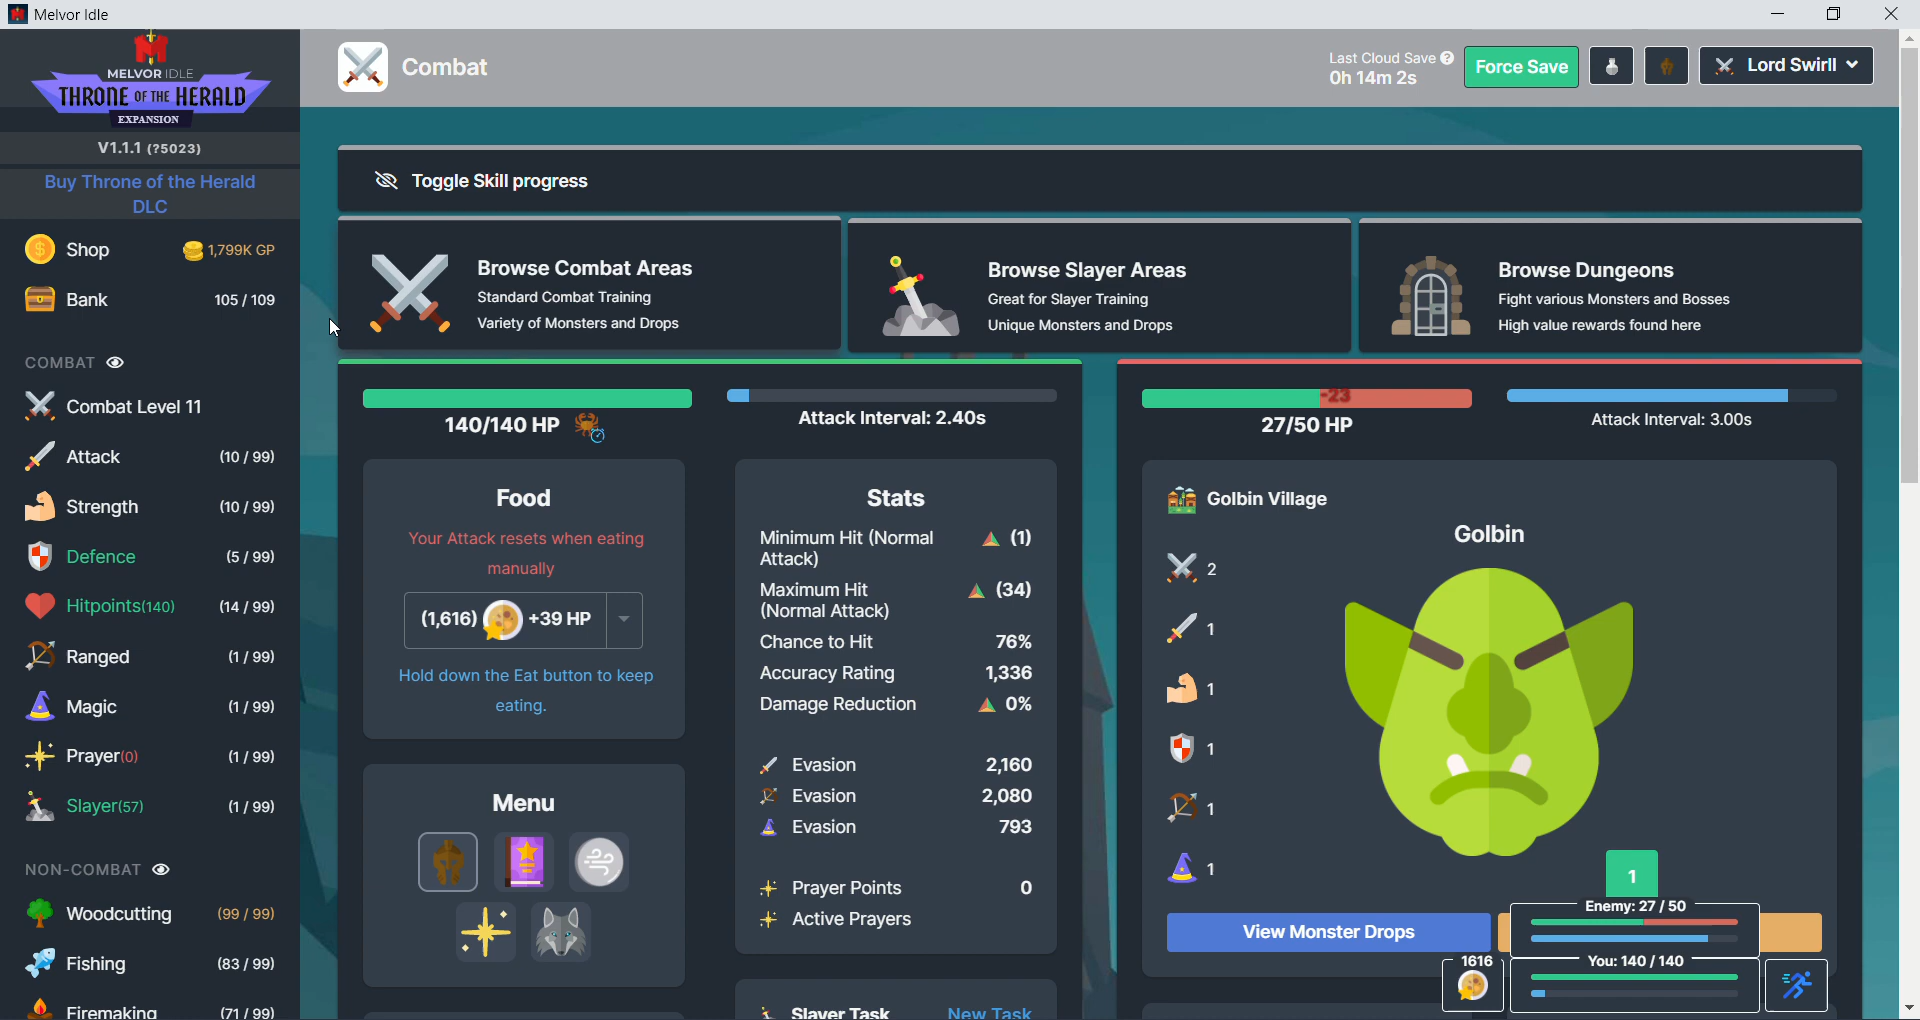 Melvor Idle
MELVOR IDLE
THRONE OF THE HERALD
EXPANSION
V1.1.1 (?5023)
Buy Throne of the Herald
DLC
Shop 1,799K GP
Bank 105 / 109
COMBAT
Combat Level 11
Attack (10 / 99)
Strength (10 / 99)
Defence (5 / 99)
Hitpoints(140) (14 / 99)
Ranged (1 / 99)
Magic (1 / 99)
Prayer(0) (1 / 99)
Slayer(57) (1 / 99)
NON-COMBAT
Woodcutting (99 / 99)
Fishing (83 / 99)
Firemaking (71 / 99)
Combat
Last Cloud Save ?
0h 14m 2s
Force Save
Lord Swirll
Toggle Skill progress
Browse Combat Areas
Standard Combat Training
Variety of Monsters and Drops
Browse Slayer Areas
Great for Slayer Training
Unique Monsters and Drops
Browse Dungeons
Fight various Monsters and Bosses
High value rewards found here
140/140 HP
Attack Interval: 2.40s
Food
Your Attack resets when eating
manually
(1,616) +39 HP
Hold down the Eat button to keep
eating.
Menu
Stats
Minimum Hit (Normal
Attack) (1)
Maximum Hit
(Normal Attack) (34)
Chance to Hit 76%
Accuracy Rating 1,336
Damage Reduction 0%
Evasion 2,160
Evasion 2,080
Evasion 793
Prayer Points 0
Active Prayers
Slayer Task New Task
-23
27/50 HP
Attack Interval: 3.00s
Golbin Village
Golbin
2
1
1
1
1
1
View Monster Drops
1
Enemy: 27 / 50
You: 140 / 140
1616